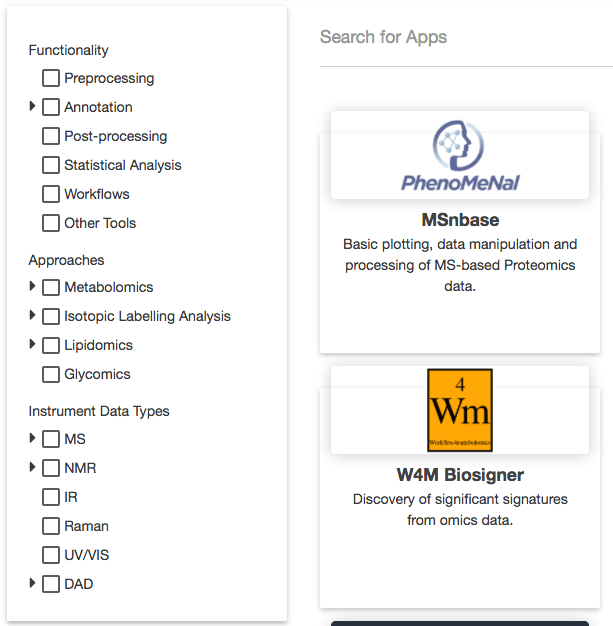 Functionality
Preprocessing
Annotation
Post-processing
Statistical Analysis
Workflows
Other Tools
Approaches
Metabolomics
Isotopic Labelling Analysis
Lipidomics
Glycomics
Instrument Data Types
MS
NMR
IR
Raman
UV/VIS
DAD
Search for Apps
PhenoMeNal
MSnbase
Basic plotting, data manipulation and
processing of MS-based Proteomics
data.
4
Wm
Workflow4metabolomics
W4M Biosigner
Discovery of significant signatures
from omics data.